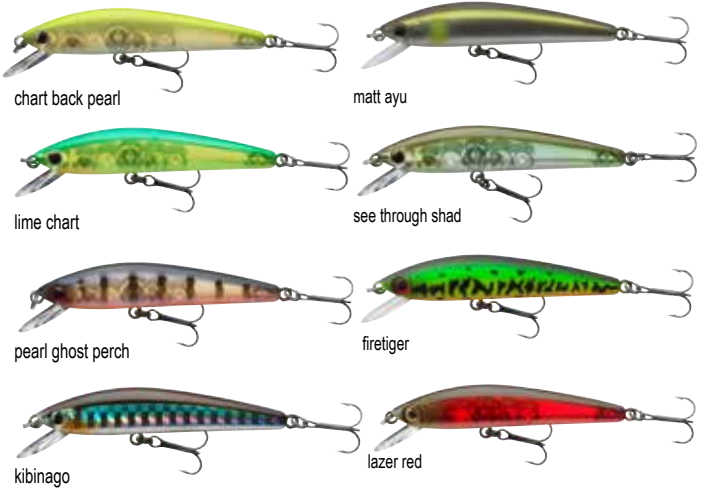 chart back pearl
matt ayu
lime chart
see through shad
pearl ghost perch
firetiger
kibinago
lazer red